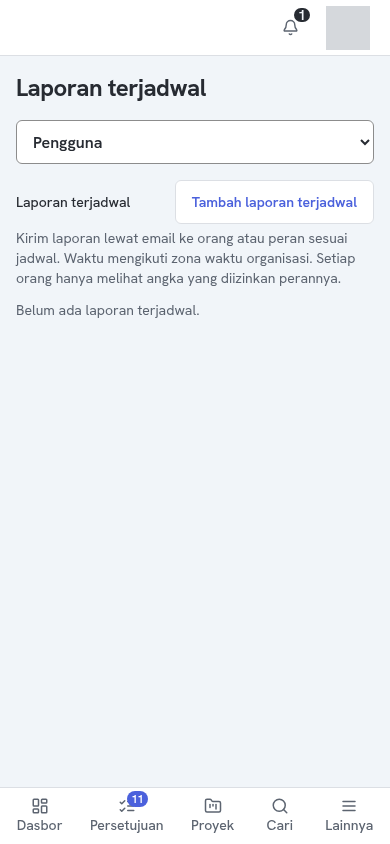 1
Laporan terjadwal
Pengguna
Laporan terjadwal
Tambah laporan terjadwal
Kirim laporan lewat email ke orang atau peran sesuai
jadwal. Waktu mengikuti zona waktu organisasi. Setiap
orang hanya melihat angka yang diizinkan perannya.
Belum ada laporan terjadwal.
11
Dasbor
Persetujuan
Proyek
Cari
Lainnya